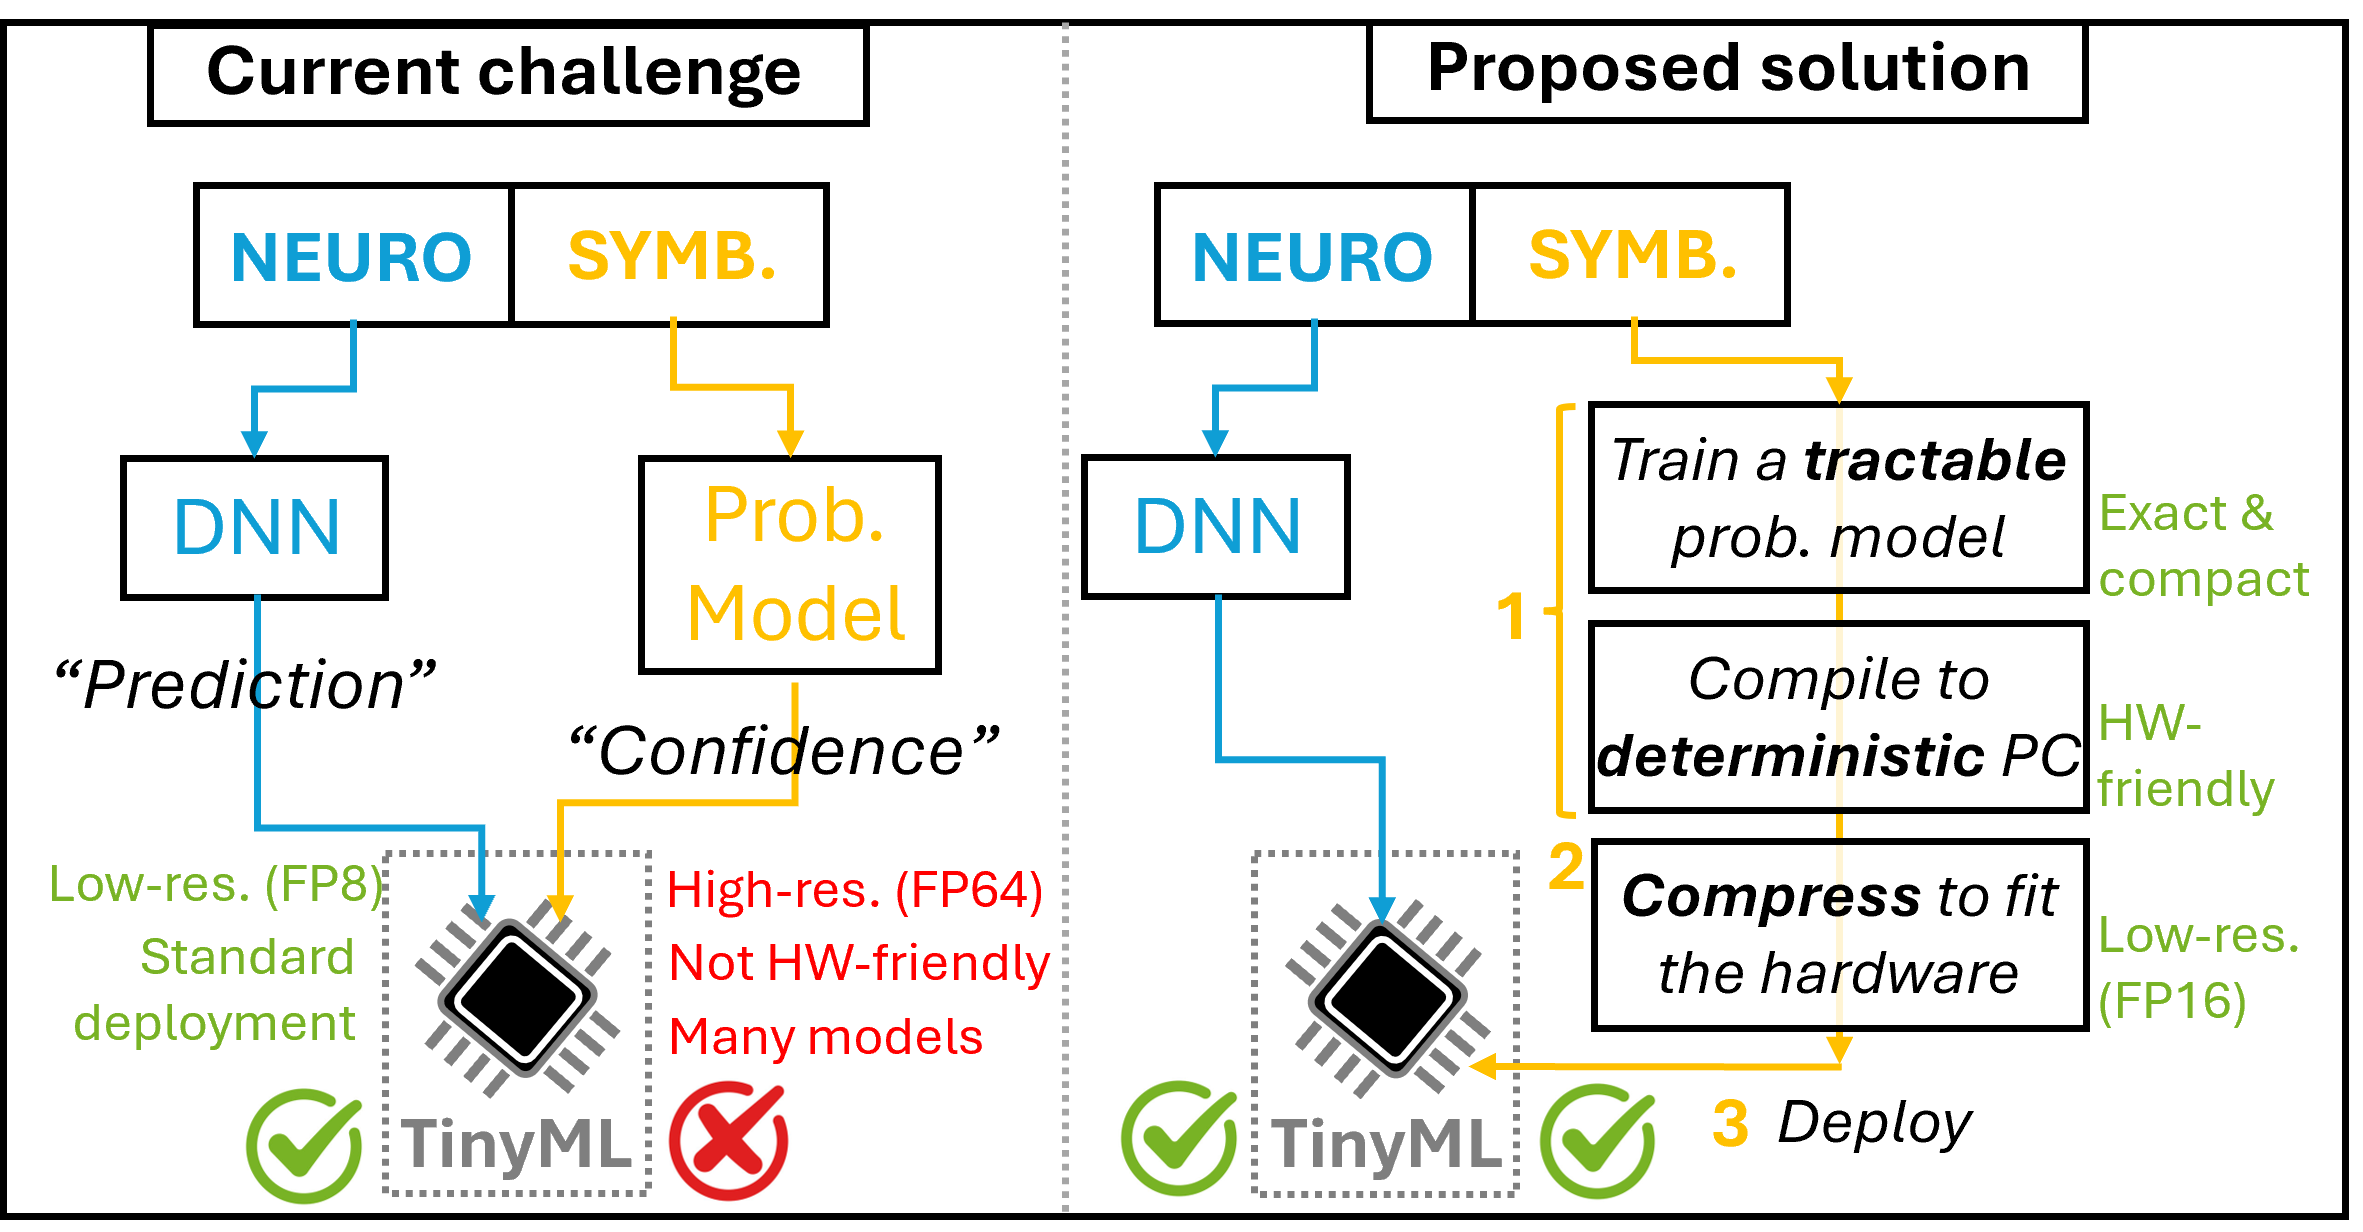 Current challenge
NEURO
SYMB.
DNN
Prob.
Model
“Prediction”
“Confidence”
Low-res. (FP8)
Standard
deployment
High-res. (FP64)
Not HW-friendly
Many models
TinyML
Proposed solution
NEURO
SYMB.
DNN
1
Train a tractable
prob. model
Exact &
compact
Compile to
deterministic PC
HW-
friendly
2
Compress to fit
the hardware
Low-res.
(FP16)
3 Deploy
TinyML